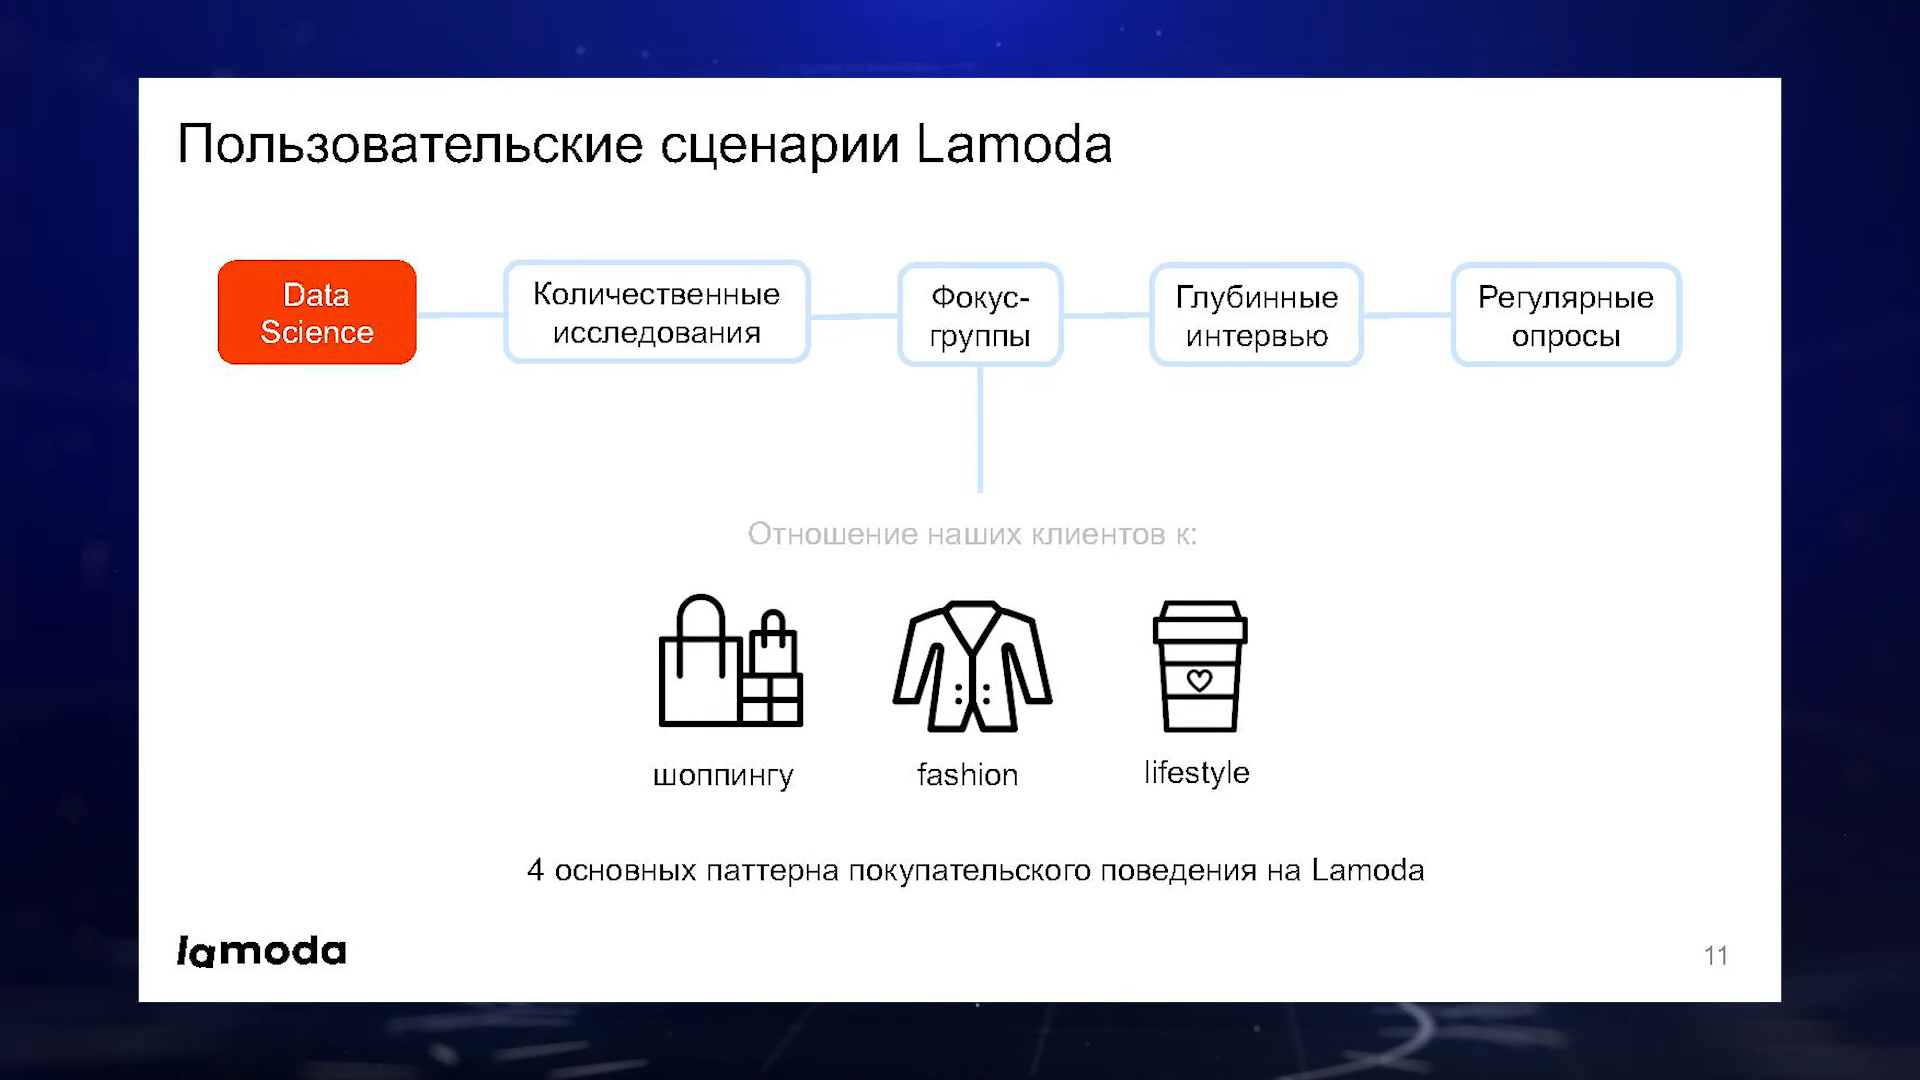 Пользовательские сценарии Lamoda
Data
Science
Количественные
исследования
Фокус-
группы
Глубинные
интервью
Регулярные
опросы
Отношение наших клиентов к:
шоппингу
fashion
lifestyle
4 основных паттерна покупательского поведения на Lamoda
lamoda
11